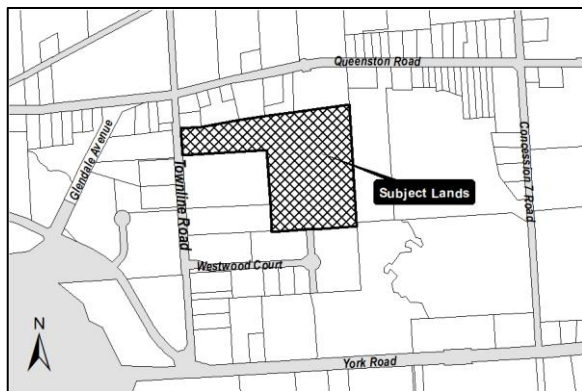 Queenston Road
Glendale Avenue
Townline Road
Concession 7 Road
Subject Lands
Westwood Court
N
York Road